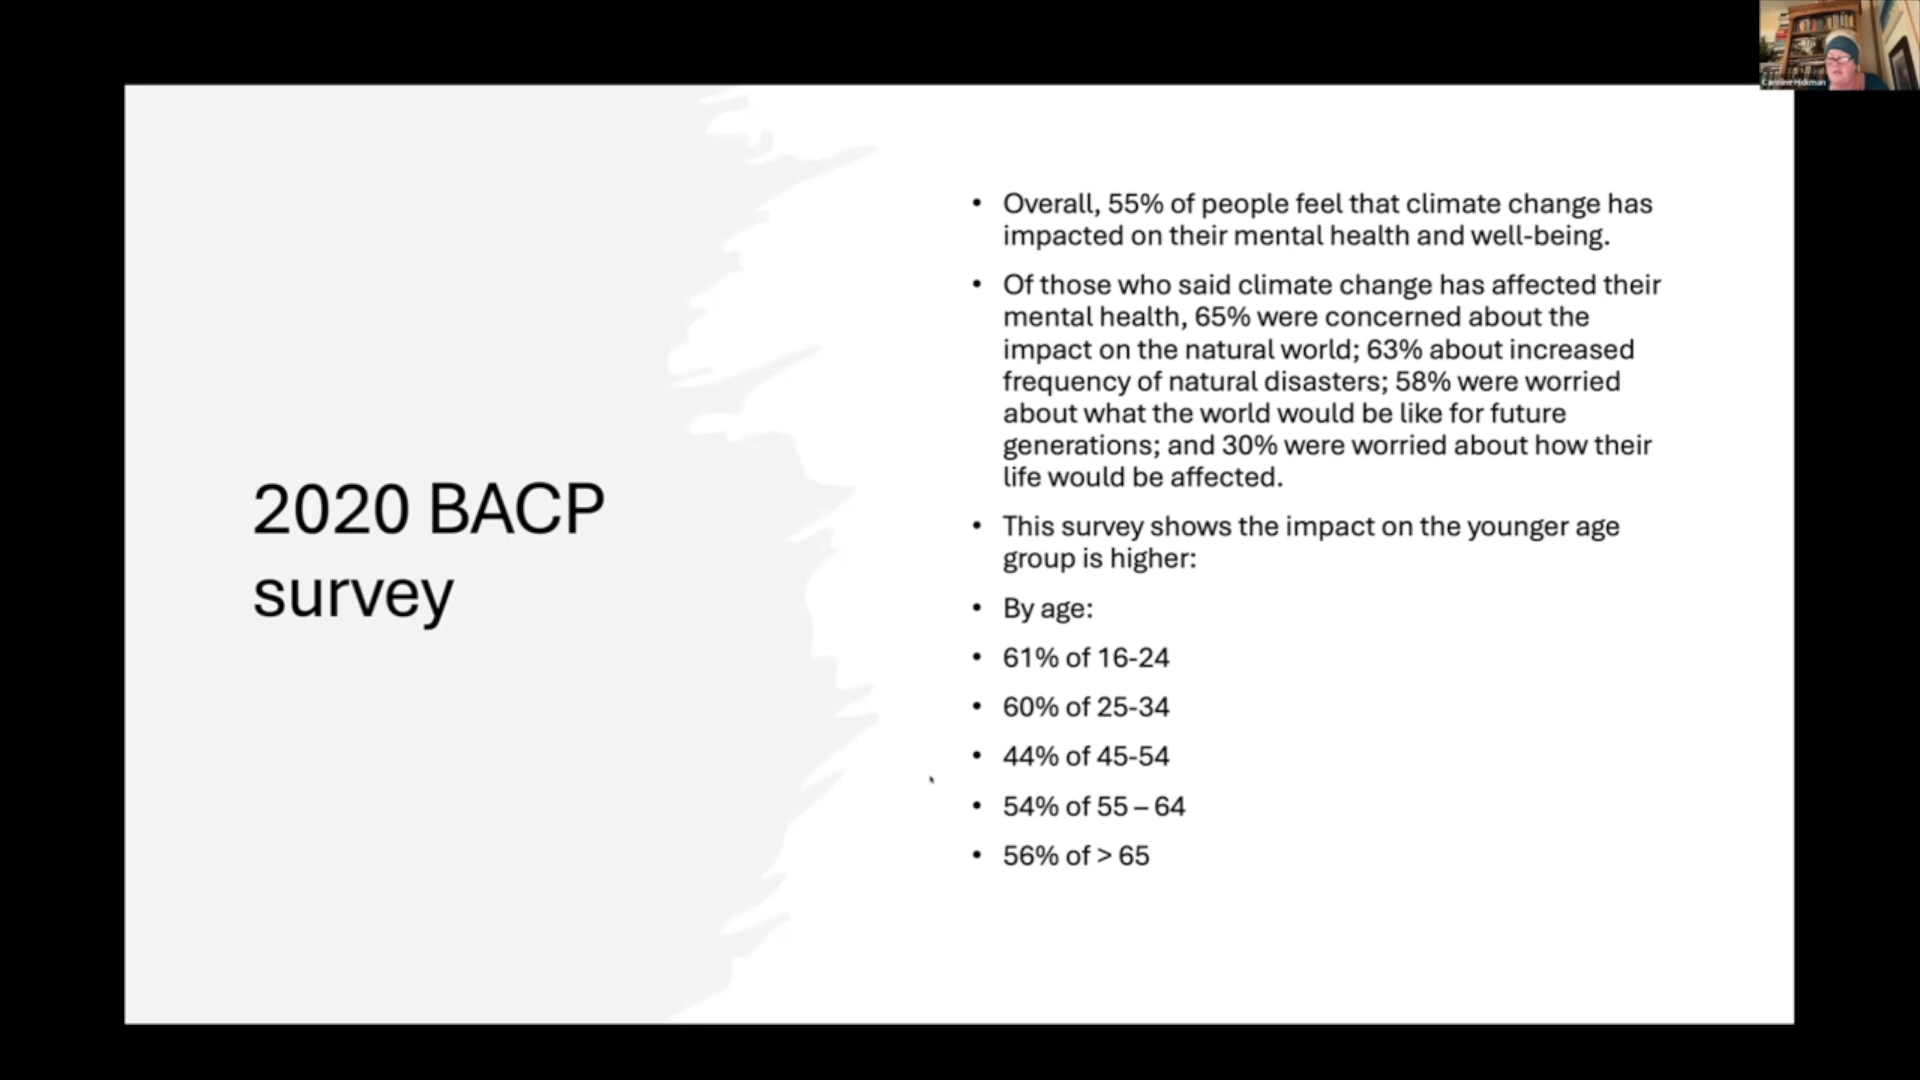 Caroline Hickman
2020 BACP
survey
• Overall, 55% of people feel that climate change has
impacted on their mental health and well-being.
• Of those who said climate change has affected their
mental health, 65% were concerned about the
impact on the natural world; 63% about increased
frequency of natural disasters; 58% were worried
about what the world would be like for future
generations; and 30% were worried about how their
life would be affected.
• This survey shows the impact on the younger age
group is higher:
• By age:
• 61% of 16-24
• 60% of 25-34
• 44% of 45-54
• 54% of 55 – 64
• 56% of > 65